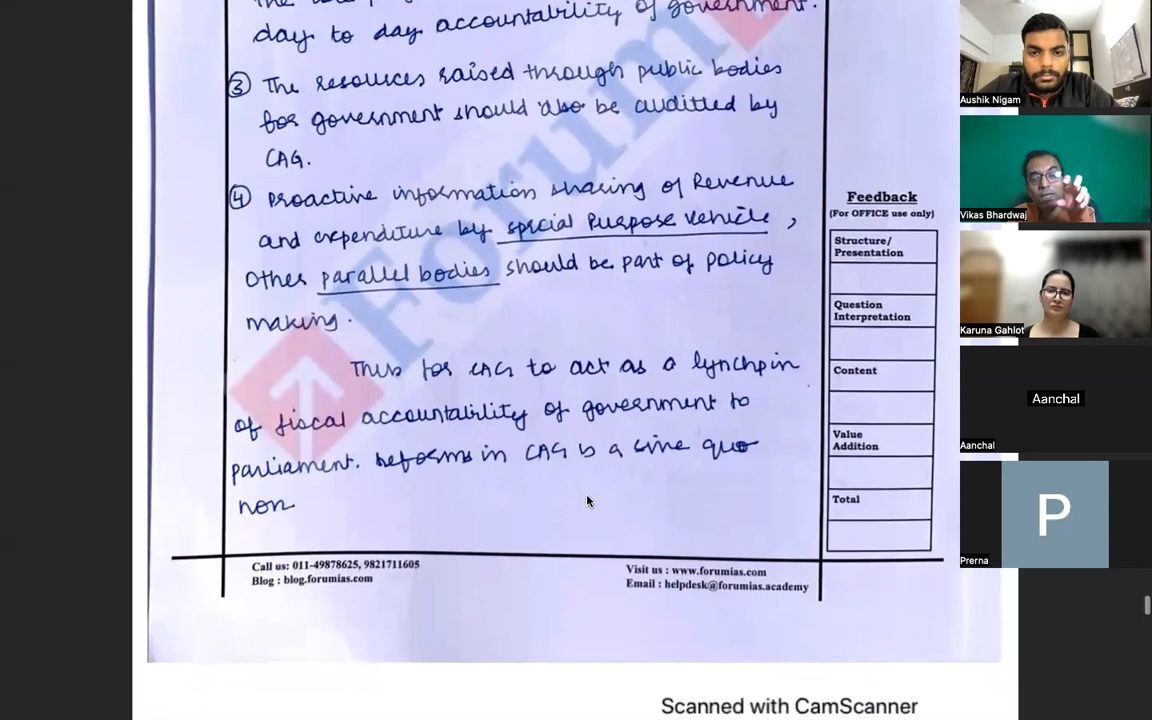 day to day accountability of government.
③ The resources raised through public bodies
for government should also be auditted by
CAG.
④ Proactive information sharing of Revenue
and expenditure by special Purpose Vehicle,
other parallel bodies should be part of policy
making.
Thus for CAG to act as a lynchpin
of fiscal accountability of government to
parliament. Reforms in CAG is a sine quo
non
Forum
Feedback
(For OFFICE use only)
Structure/
Presentation
Question
Interpretation
Content
Value
Addition
Total
Call us: 011-49878625, 9821711605
Blog : blog.forumias.com
Visit us : www.forumias.com
Email : helpdesk@forumias.academy
Scanned with CamScanner
Aushik Nigam
Vikas Bhardwaj
Karuna Gahlot
Aanchal
Aanchal
P
Prerna